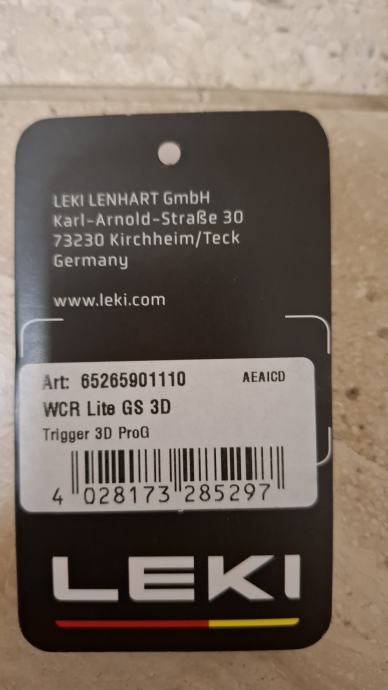 LEKI LENHART GmbH
Karl-Arnold-Straße 30
73230 Kirchheim/Teck
Germany
www.leki.com
Art: 65265901110 AEAICD
WCR Lite GS 3D
Trigger 3D ProG
4 028173 285297
LEKI